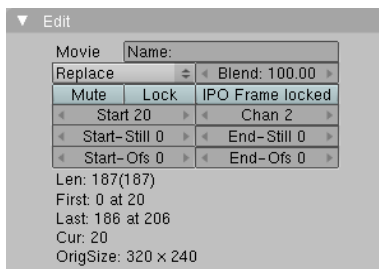 Edit
Movie Name:
Replace Blend: 100.00
Mute Lock IPO Frame locked
Start 20 Chan 2
Start-Still 0 End-Still 0
Start-Ofs 0 End-Ofs 0
Len: 187(187)
First: 0 at 20
Last: 186 at 206
Cur: 20
OrigSize: 320 x 240